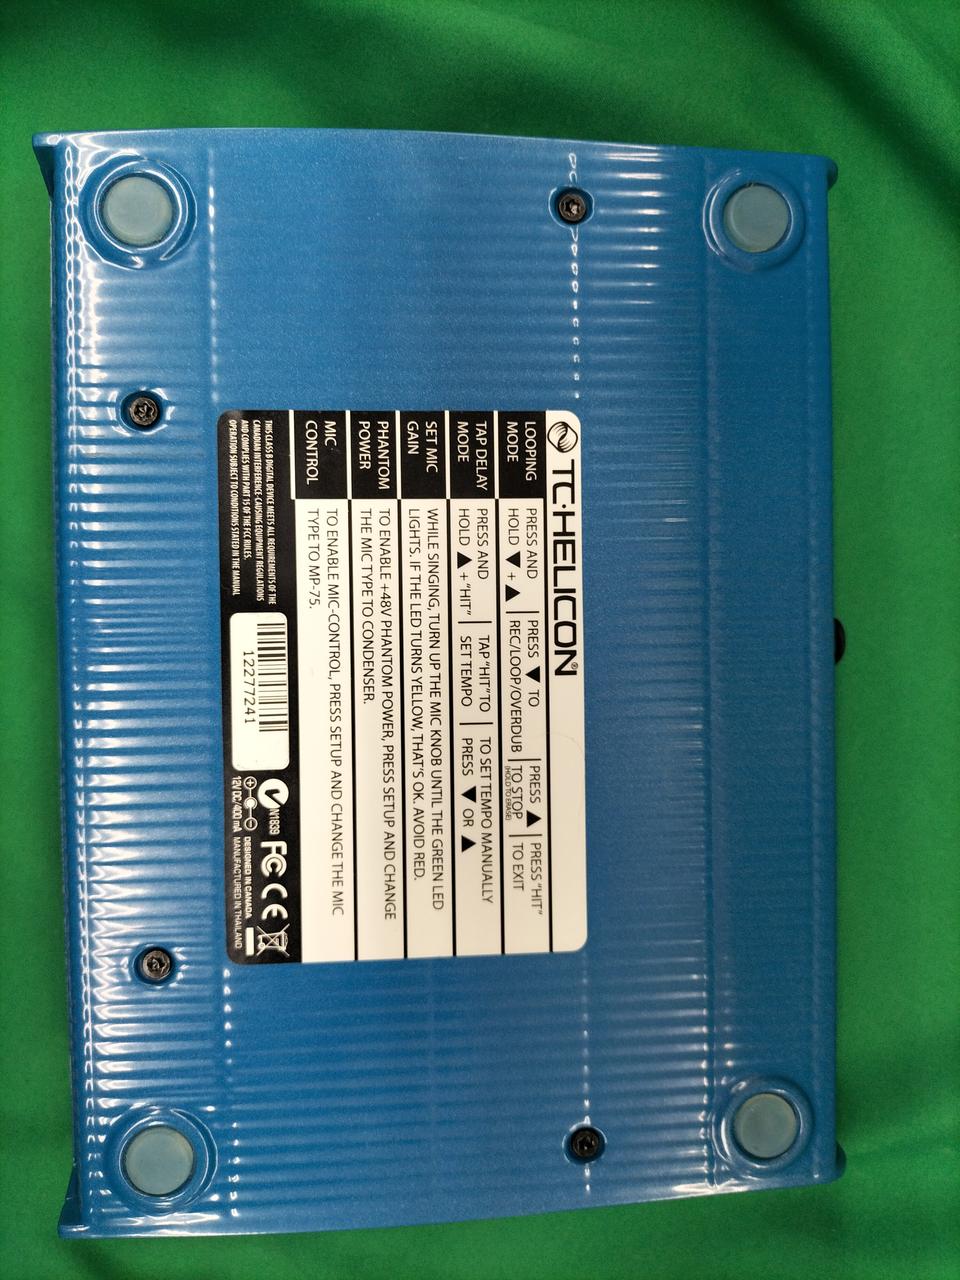 TC·HELICON®
LOOPING MODE
PRESS AND HOLD ▼ + ▲
PRESS ▼ TO REC/LOOP/OVERDUB
PRESS ▲ TO STOP
(HOLD TO ERASE)
PRESS "HIT" TO EXIT
TAP DELAY MODE
PRESS AND HOLD ▲ + "HIT"
TAP "HIT" TO SET TEMPO
TO SET TEMPO MANUALLY PRESS ▼ OR ▲
SET MIC GAIN
WHILE SINGING, TURN UP THE MIC KNOB UNTIL THE GREEN LED
LIGHTS. IF THE LED TURNS YELLOW, THAT'S OK. AVOID RED.
PHANTOM POWER
TO ENABLE +48V PHANTOM POWER, PRESS SETUP AND CHANGE
THE MIC TYPE TO CONDENSER.
MIC CONTROL
TO ENABLE MIC-CONTROL, PRESS SETUP AND CHANGE THE MIC
TYPE TO MP-75.
THIS CLASS B DIGITAL DEVICE MEETS ALL REQUIREMENTS OF THE
CANADIAN INTERFERENCE-CAUSING EQUIPMENT REGULATIONS
AND COMPLIES WITH PART 15 OF THE FCC RULES.
OPERATION SUBJECT TO CONDITIONS STATED IN THE MANUAL
12277241
N1839
FC CE
12V DC/400 mA
DESIGNED IN CANADA
MANUFACTURED IN THAILAND